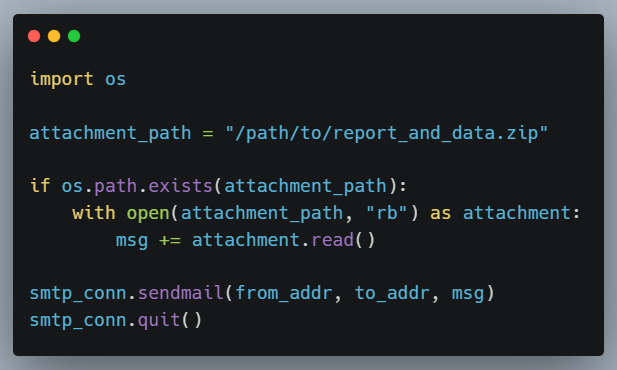 import os
attachment_path = "/path/to/report_and_data.zip"
if os.path.exists(attachment_path):
with open(attachment_path, "rb") as attachment:
msg += attachment.read()
smtp_conn.sendmail(from_addr, to_addr, msg)
smtp_conn.quit()